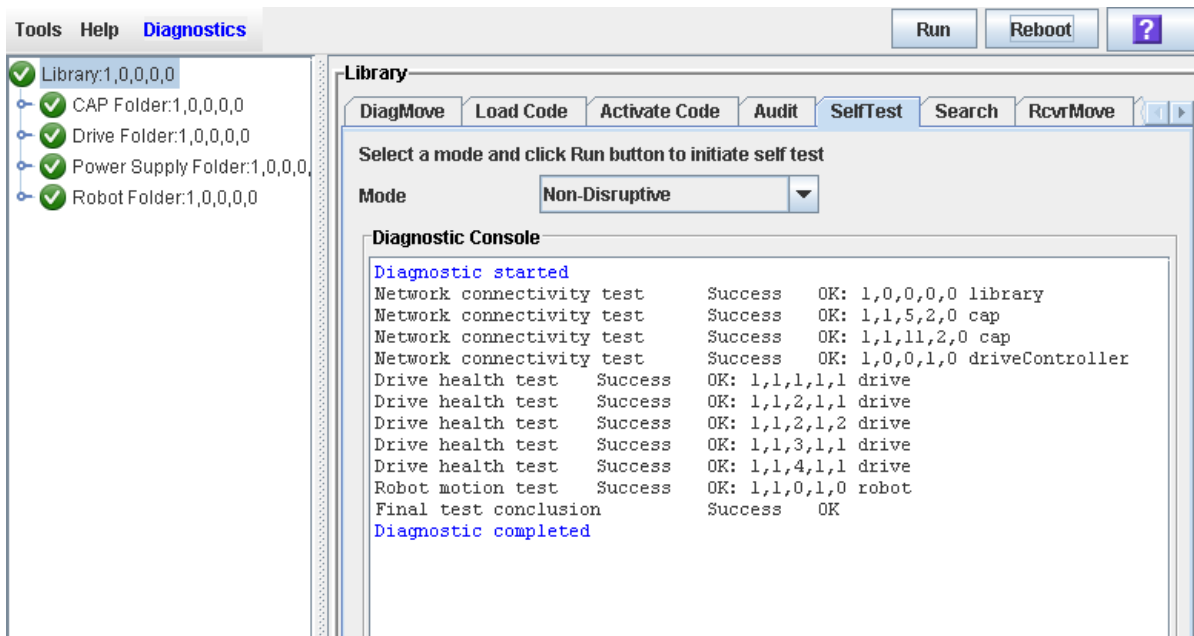 Tools Help Diagnostics
Run Reboot ?
Library:1,0,0,0,0
CAP Folder:1,0,0,0,0
Drive Folder:1,0,0,0,0
Power Supply Folder:1,0,0,0,
Robot Folder:1,0,0,0,0
Library
DiagMove Load Code Activate Code Audit SelfTest Search RcvrMove
Select a mode and click Run button to initiate self test
Mode Non-Disruptive
Diagnostic Console
Diagnostic started
Network connectivity test Success OK: 1,0,0,0,0 library
Network connectivity test Success OK: 1,1,5,2,0 cap
Network connectivity test Success OK: 1,1,11,2,0 cap
Network connectivity test Success OK: 1,0,0,1,0 driveController
Drive health test Success OK: 1,1,1,1,1 drive
Drive health test Success OK: 1,1,2,1,1 drive
Drive health test Success OK: 1,1,2,1,2 drive
Drive health test Success OK: 1,1,3,1,1 drive
Drive health test Success OK: 1,1,4,1,1 drive
Robot motion test Success OK: 1,1,0,1,0 robot
Final test conclusion Success OK
Diagnostic completed